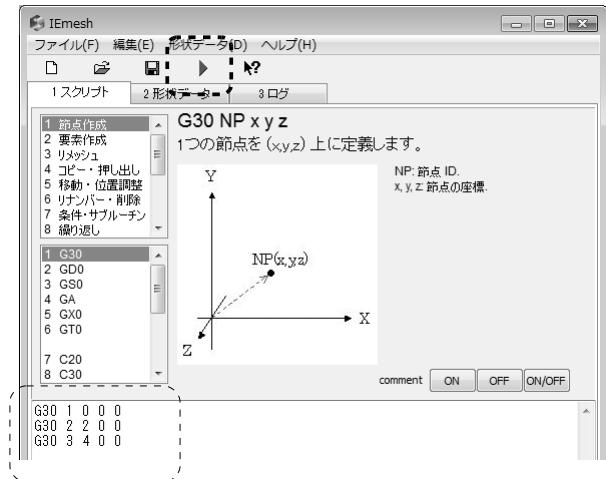 IEmesh
ファイル(F) 編集(E) 形状データ(D) ヘルプ(H)
1 スクリプト 2 形状データ 3 ログ
1 節点作成
2 要素作成
3 リメッシュ
4 コピー・押し出し
5 移動・位置調整
6 リナンバー・削除
7 条件・サブルーチン
8 繰り返し
1 G30
2 GD0
3 GS0
4 GA
5 GX0
6 GT0
7 C20
8 C30
G30 NP x y z
1つの節点を (x,y,z) 上に定義します。
Y
NP(x,y,z)
X
Z
NP: 節点 ID.
x, y, z: 節点の座標.
comment ON OFF ON/OFF
G30 1 0 0 0
G30 2 2 0 0
G30 3 4 0 0